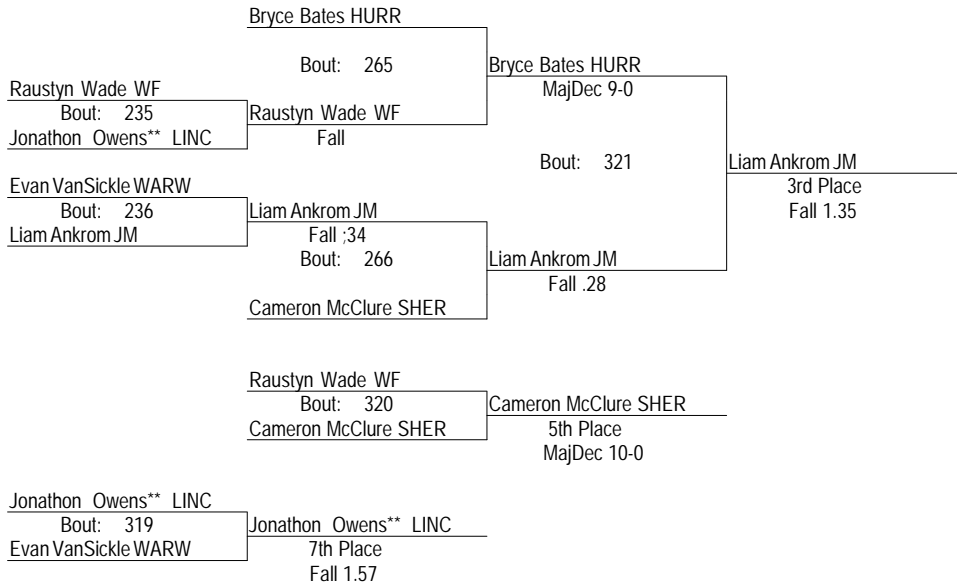 Bryce Bates HURR
Bout: 265
Bryce Bates HURR
MajDec 9-0
Raustyn Wade WF
Bout: 235
Jonathon Owens** LINC
Raustyn Wade WF
Fall
Bout: 321
Liam Ankrom JM
3rd Place
Fall 1.35
Evan VanSickle WARW
Bout: 236
Liam Ankrom JM
Liam Ankrom JM
Fall ;34
Bout: 266
Liam Ankrom JM
Fall .28
Cameron McClure SHER
Raustyn Wade WF
Bout: 320
Cameron McClure SHER
Cameron McClure SHER
5th Place
MajDec 10-0
Jonathon Owens** LINC
Bout: 319
Evan VanSickle WARW
Jonathon Owens** LINC
7th Place
Fall 1.57